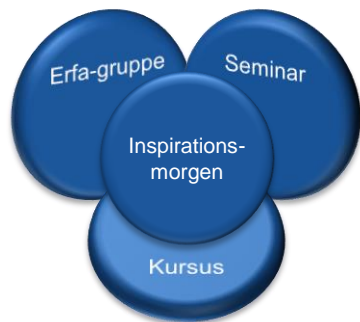 Erfa-gruppe
Seminar
Inspirations-
morgen
Kursus